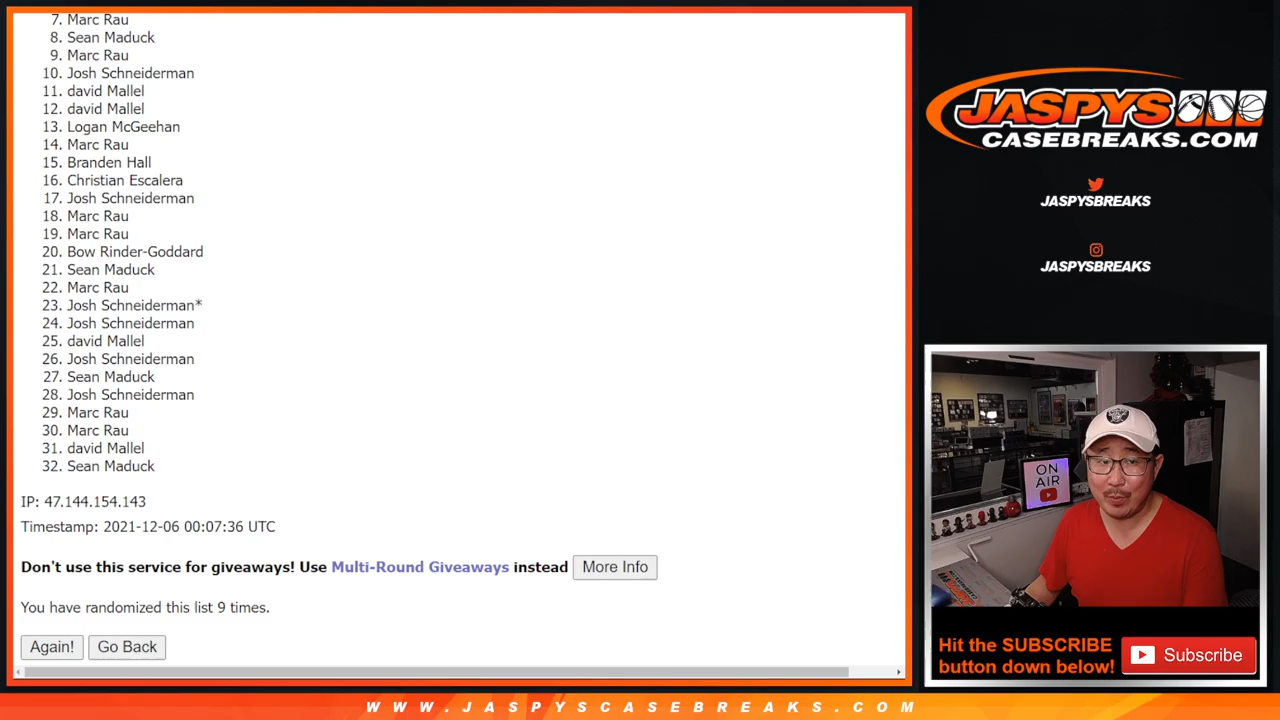 7. Marc Rau
8. Sean Maduck
9. Marc Rau
10. Josh Schneiderman
11. david Mallel
12. david Mallel
13. Logan McGeehan
14. Marc Rau
15. Branden Hall
16. Christian Escalera
17. Josh Schneiderman
18. Marc Rau
19. Marc Rau
20. Bow Rinder-Goddard
21. Sean Maduck
22. Marc Rau
23. Josh Schneiderman*
24. Josh Schneiderman
25. david Mallel
26. Josh Schneiderman
27. Sean Maduck
28. Josh Schneiderman
29. Marc Rau
30. Marc Rau
31. david Mallel
32. Sean Maduck
IP: 47.144.154.143
Timestamp: 2021-12-06 00:07:36 UTC
Don't use this service for giveaways! Use Multi-Round Giveaways instead More Info
You have randomized this list 9 times.
Again! Go Back
JASPYS
CASEBREAKS.COM
JASPYSBREAKS
JASPYSBREAKS
ON
AIR
Hit the SUBSCRIBE
button down below!
Subscribe
WWW.JASPYSCASEBREAKS.COM